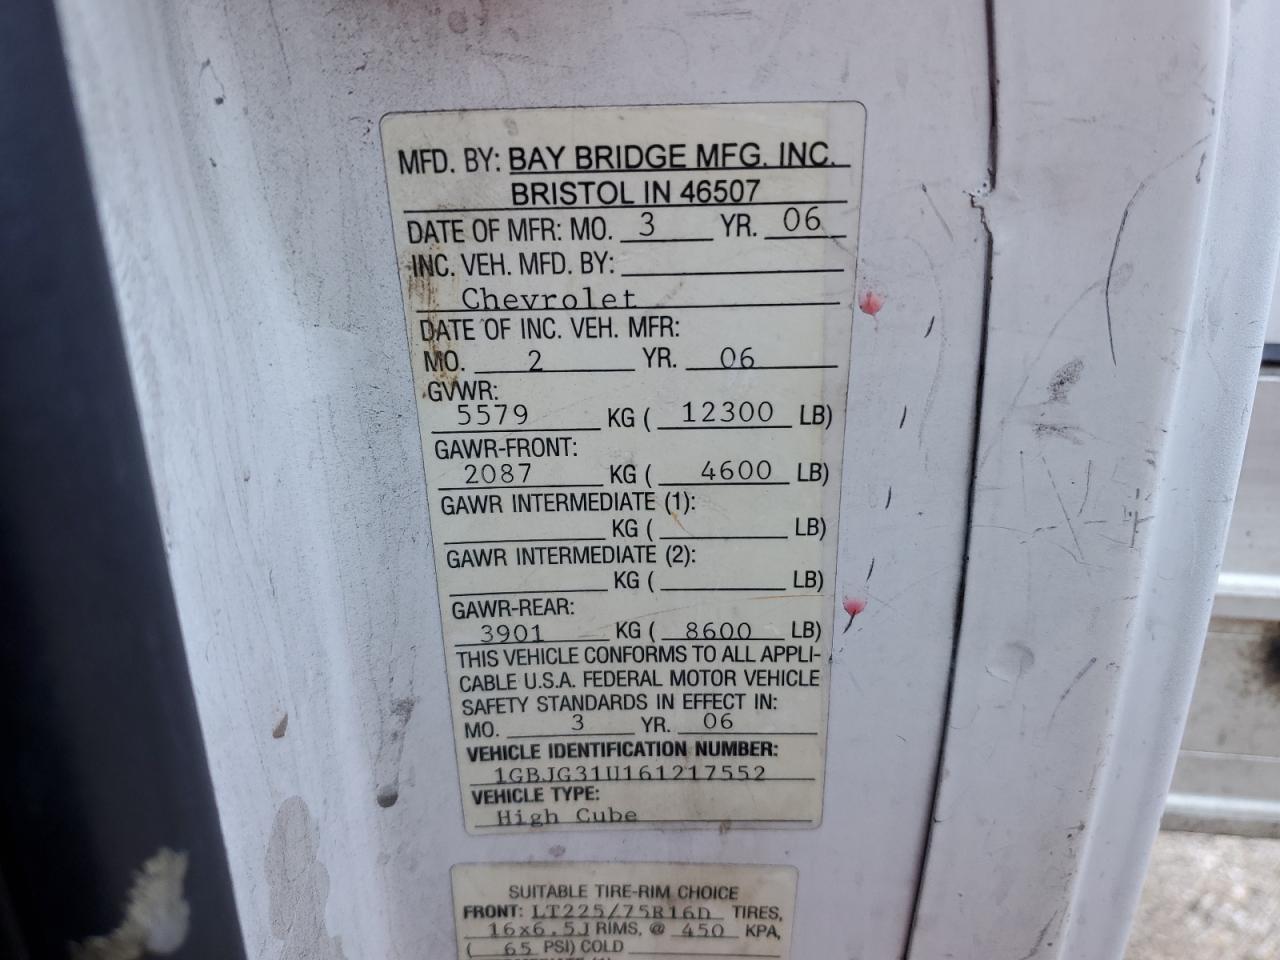 MFD. BY: BAY BRIDGE MFG. INC.
BRISTOL IN 46507
DATE OF MFR: MO. 3 YR. 06
INC. VEH. MFD. BY:
Chevrolet
DATE OF INC. VEH. MFR:
MO. 2 YR. 06
GVWR:
5579 KG ( 12300 LB)
GAWR-FRONT:
2087 KG ( 4600 LB)
GAWR INTERMEDIATE (1):
KG ( LB)
GAWR INTERMEDIATE (2):
KG ( LB)
GAWR-REAR:
3901 KG ( 8600 LB)
THIS VEHICLE CONFORMS TO ALL APPLI-
CABLE U.S.A. FEDERAL MOTOR VEHICLE
SAFETY STANDARDS IN EFFECT IN:
MO. 3 YR. 06
VEHICLE IDENTIFICATION NUMBER:
1GBJG31U161217552
VEHICLE TYPE:
High Cube
SUITABLE TIRE-RIM CHOICE
FRONT: LT225/75R16D TIRES,
16x6.5J RIMS, @ 450 KPA,
( 65 PSI) COLD